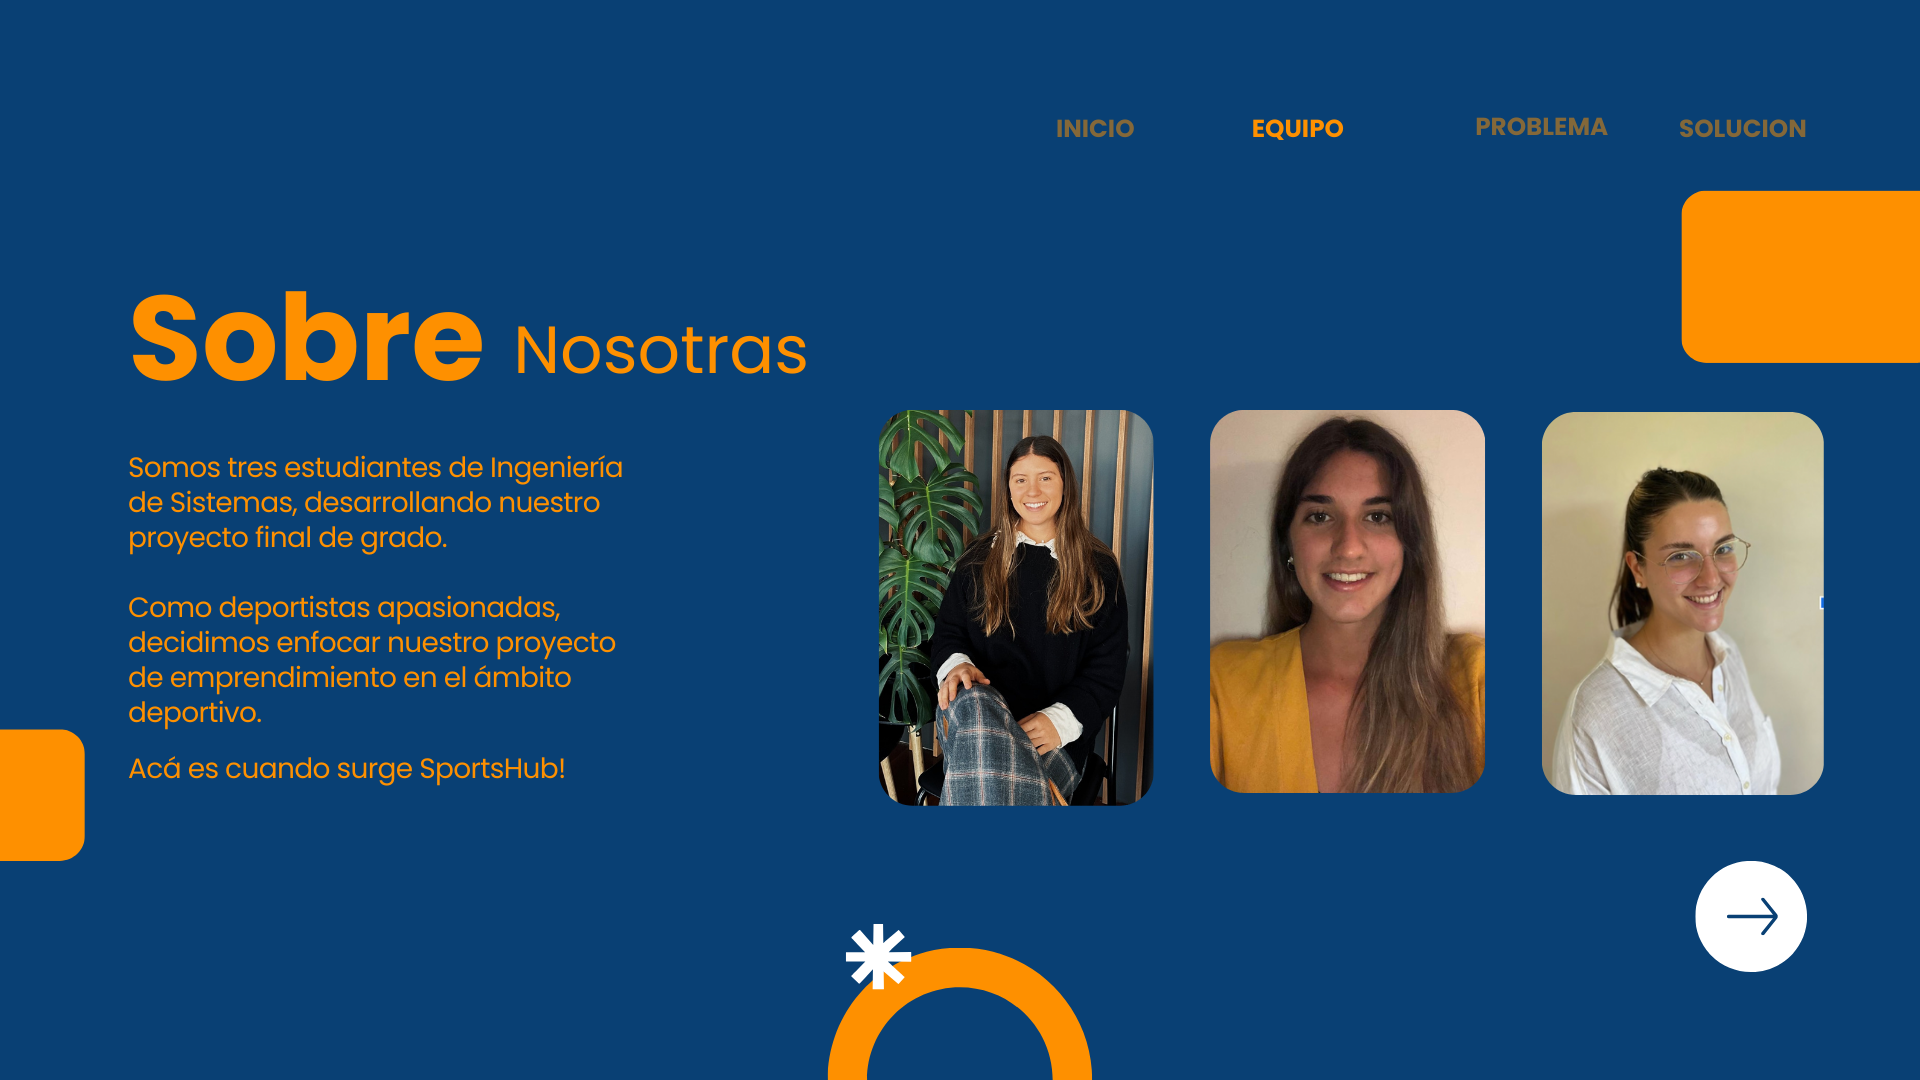 INICIO
EQUIPO
PROBLEMA
SOLUCION
Sobre Nosotras
Somos tres estudiantes de Ingeniería
de Sistemas, desarrollando nuestro
proyecto final de grado.
Como deportistas apasionadas,
decidimos enfocar nuestro proyecto
de emprendimiento en el ámbito
deportivo.
Acá es cuando surge SportsHub!